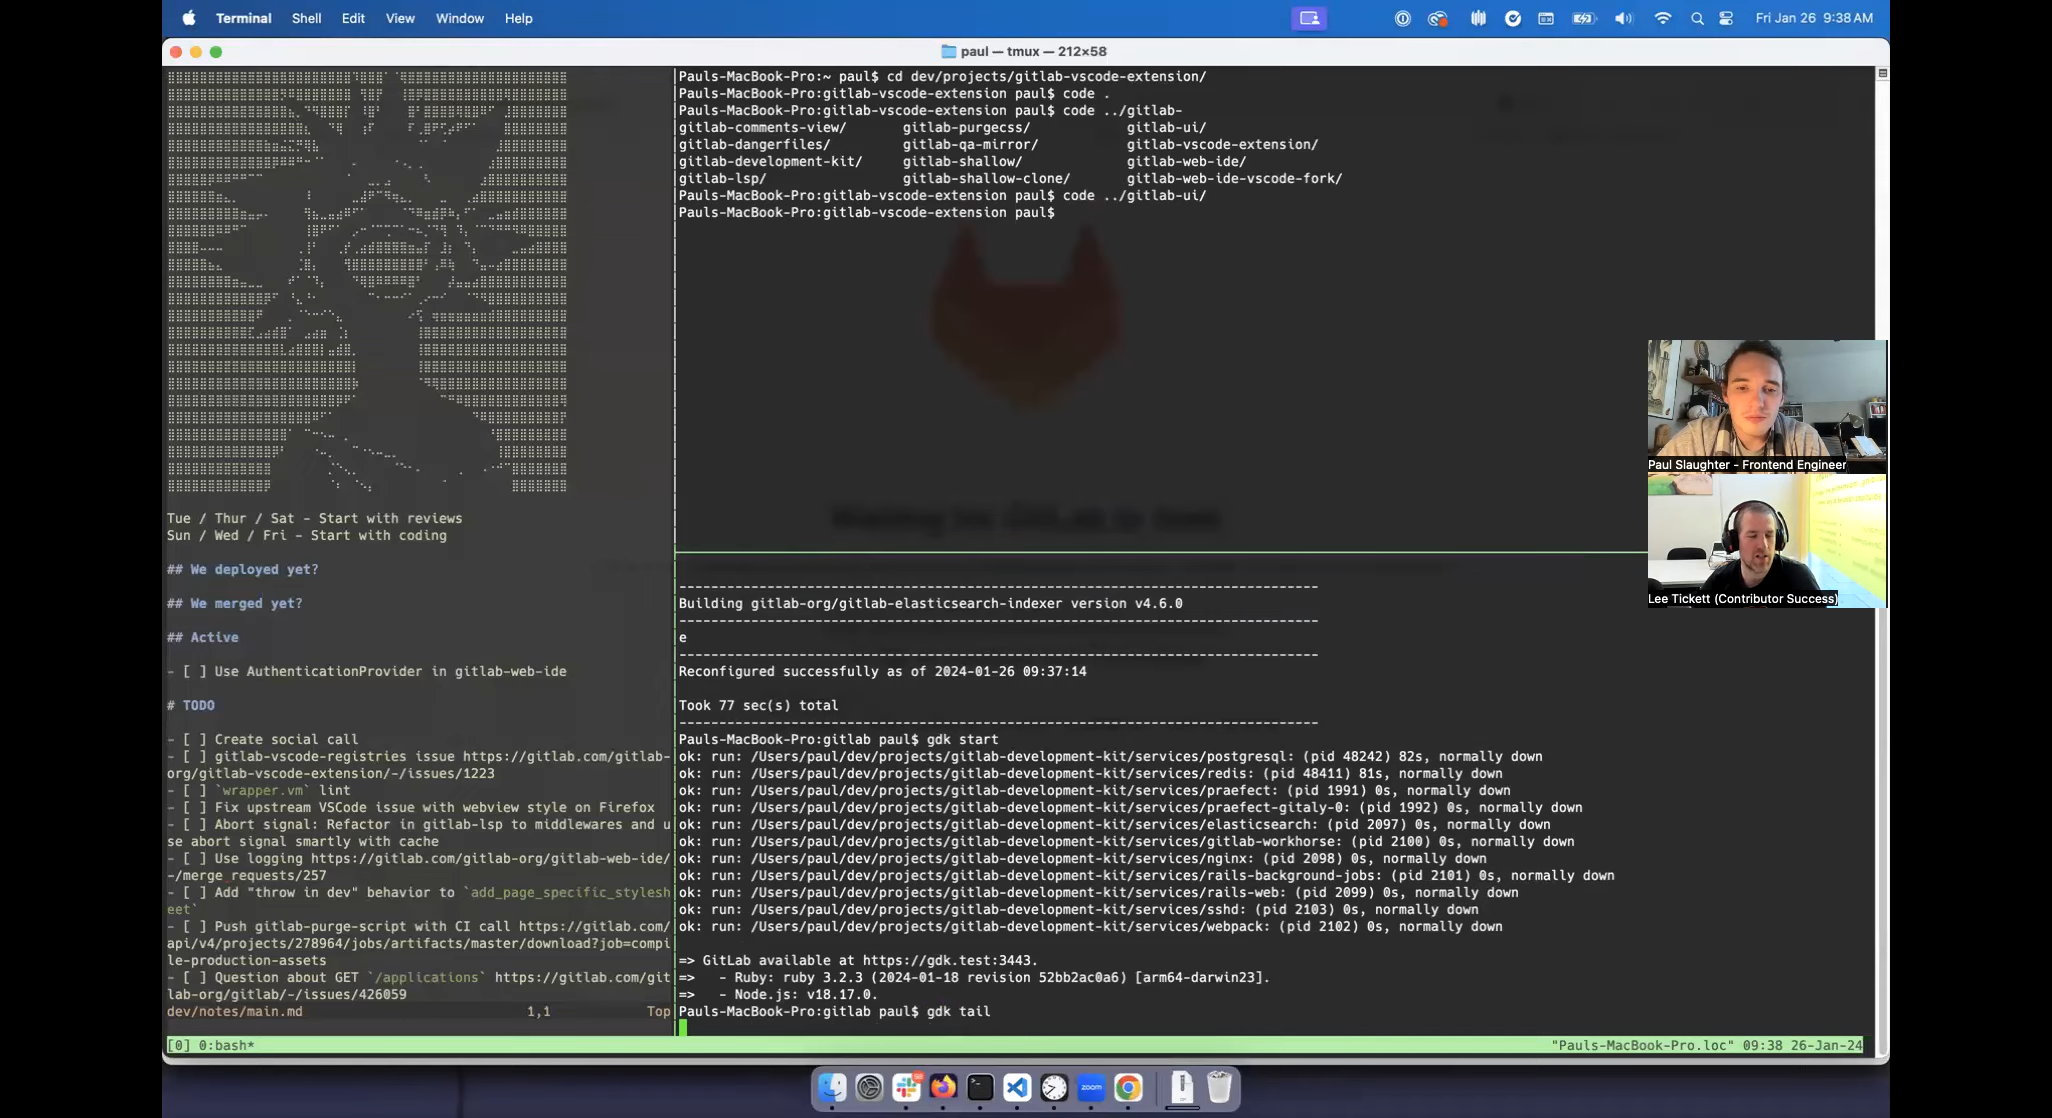 Terminal Shell Edit View Window Help
Fri Jan 26 9:38 AM
paul — tmux — 212×58
Tue / Thur / Sat - Start with reviews
Sun / Wed / Fri - Start with coding
## We deployed yet?
## We merged yet?
## Active
- [ ] Use AuthenticationProvider in gitlab-web-ide
# TODO
- [ ] Create social call
- [ ] gitlab-vscode-registries issue https://gitlab.com/gitlab-
org/gitlab-vscode-extension/-/issues/1223
- [ ] `wrapper.vm` lint
- [ ] Fix upstream VSCode issue with webview style on Firefox
- [ ] Abort signal: Refactor in gitlab-lsp to middlewares and u
se abort signal smartly with cache
- [ ] Use logging https://gitlab.com/gitlab-org/gitlab-web-ide/
-/merge_requests/257
- [ ] Add "throw in dev" behavior to `add_page_specific_stylesh
eet`
- [ ] Push gitlab-purge-script with CI call https://gitlab.com/
api/v4/projects/278964/jobs/artifacts/master/download?job=compi
le-production-assets
- [ ] Question about GET `/applications` https://gitlab.com/git
lab-org/gitlab/-/issues/426059
dev/notes/main.md 1,1 Top
Pauls-MacBook-Pro:~ paul$ cd dev/projects/gitlab-vscode-extension/
Pauls-MacBook-Pro:gitlab-vscode-extension paul$ code .
Pauls-MacBook-Pro:gitlab-vscode-extension paul$ code ../gitlab-
gitlab-comments-view/ gitlab-purgecss/ gitlab-ui/
gitlab-dangerfiles/ gitlab-qa-mirror/ gitlab-vscode-extension/
gitlab-development-kit/ gitlab-shallow/ gitlab-web-ide/
gitlab-lsp/ gitlab-shallow-clone/ gitlab-web-ide-vscode-fork/
Pauls-MacBook-Pro:gitlab-vscode-extension paul$ code ../gitlab-ui/
Pauls-MacBook-Pro:gitlab-vscode-extension paul$
--------------------------------------------------------------------------------
Building gitlab-org/gitlab-elasticsearch-indexer version v4.6.0
--------------------------------------------------------------------------------
e
--------------------------------------------------------------------------------
Reconfigured successfully as of 2024-01-26 09:37:14
Took 77 sec(s) total
--------------------------------------------------------------------------------
Pauls-MacBook-Pro:gitlab paul$ gdk start
ok: run: /Users/paul/dev/projects/gitlab-development-kit/services/postgresql: (pid 48242) 82s, normally down
ok: run: /Users/paul/dev/projects/gitlab-development-kit/services/redis: (pid 48411) 81s, normally down
ok: run: /Users/paul/dev/projects/gitlab-development-kit/services/praefect: (pid 1991) 0s, normally down
ok: run: /Users/paul/dev/projects/gitlab-development-kit/services/praefect-gitaly-0: (pid 1992) 0s, normally down
ok: run: /Users/paul/dev/projects/gitlab-development-kit/services/elasticsearch: (pid 2097) 0s, normally down
ok: run: /Users/paul/dev/projects/gitlab-development-kit/services/gitlab-workhorse: (pid 2100) 0s, normally down
ok: run: /Users/paul/dev/projects/gitlab-development-kit/services/nginx: (pid 2098) 0s, normally down
ok: run: /Users/paul/dev/projects/gitlab-development-kit/services/rails-background-jobs: (pid 2101) 0s, normally down
ok: run: /Users/paul/dev/projects/gitlab-development-kit/services/rails-web: (pid 2099) 0s, normally down
ok: run: /Users/paul/dev/projects/gitlab-development-kit/services/sshd: (pid 2103) 0s, normally down
ok: run: /Users/paul/dev/projects/gitlab-development-kit/services/webpack: (pid 2102) 0s, normally down
=> GitLab available at https://gdk.test:3443.
=>   - Ruby: ruby 3.2.3 (2024-01-18 revision 52bb2ac0a6) [arm64-darwin23].
=>   - Node.js: v18.17.0.
Pauls-MacBook-Pro:gitlab paul$ gdk tail
Paul Slaughter - Frontend Engineer
Lee Tickett (Contributor Success)
[0] 0:bash* "Pauls-MacBook-Pro.loc" 09:38 26-Jan-24
zoom